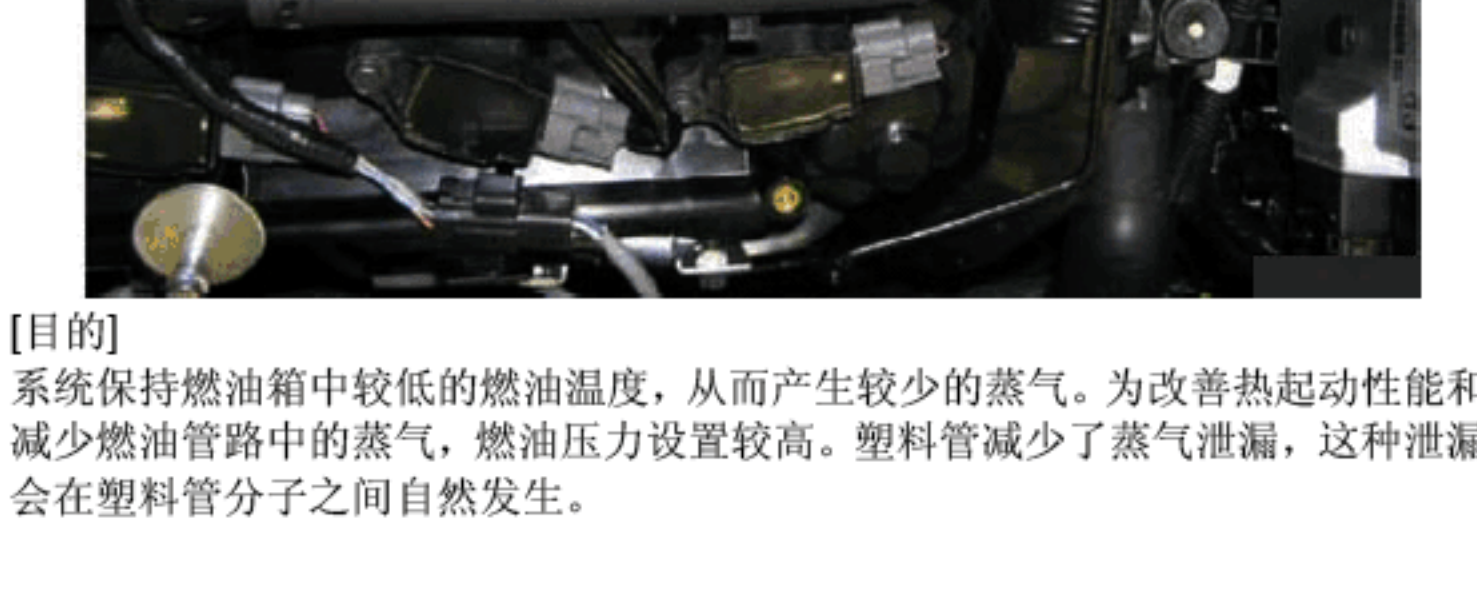 [目的]
系统保持燃油箱中较低的燃油温度，从而产生较少的蒸气。为改善热起动性能和
减少燃油管路中的蒸气，燃油压力设置较高。塑料管减少了蒸气泄漏，这种泄漏
会在塑料管分子之间自然发生。